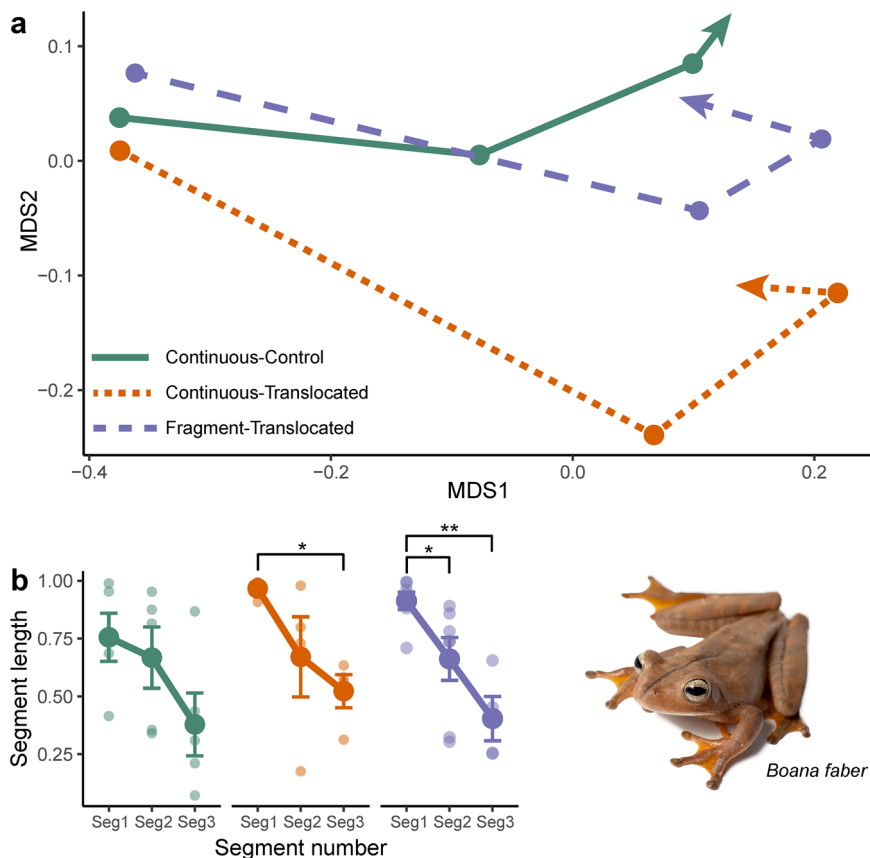 a
0.1
0.0
−0.1
−0.2
MDS2
Continuous-Control
Continuous-Translocated
Fragment-Translocated
−0.4
−0.2
0.0
0.2
MDS1
b
1.00
0.75
0.50
0.25
Segment length
*
*
**
Seg1 Seg2 Seg3
Seg1 Seg2 Seg3
Seg1 Seg2 Seg3
Segment number
Boana faber